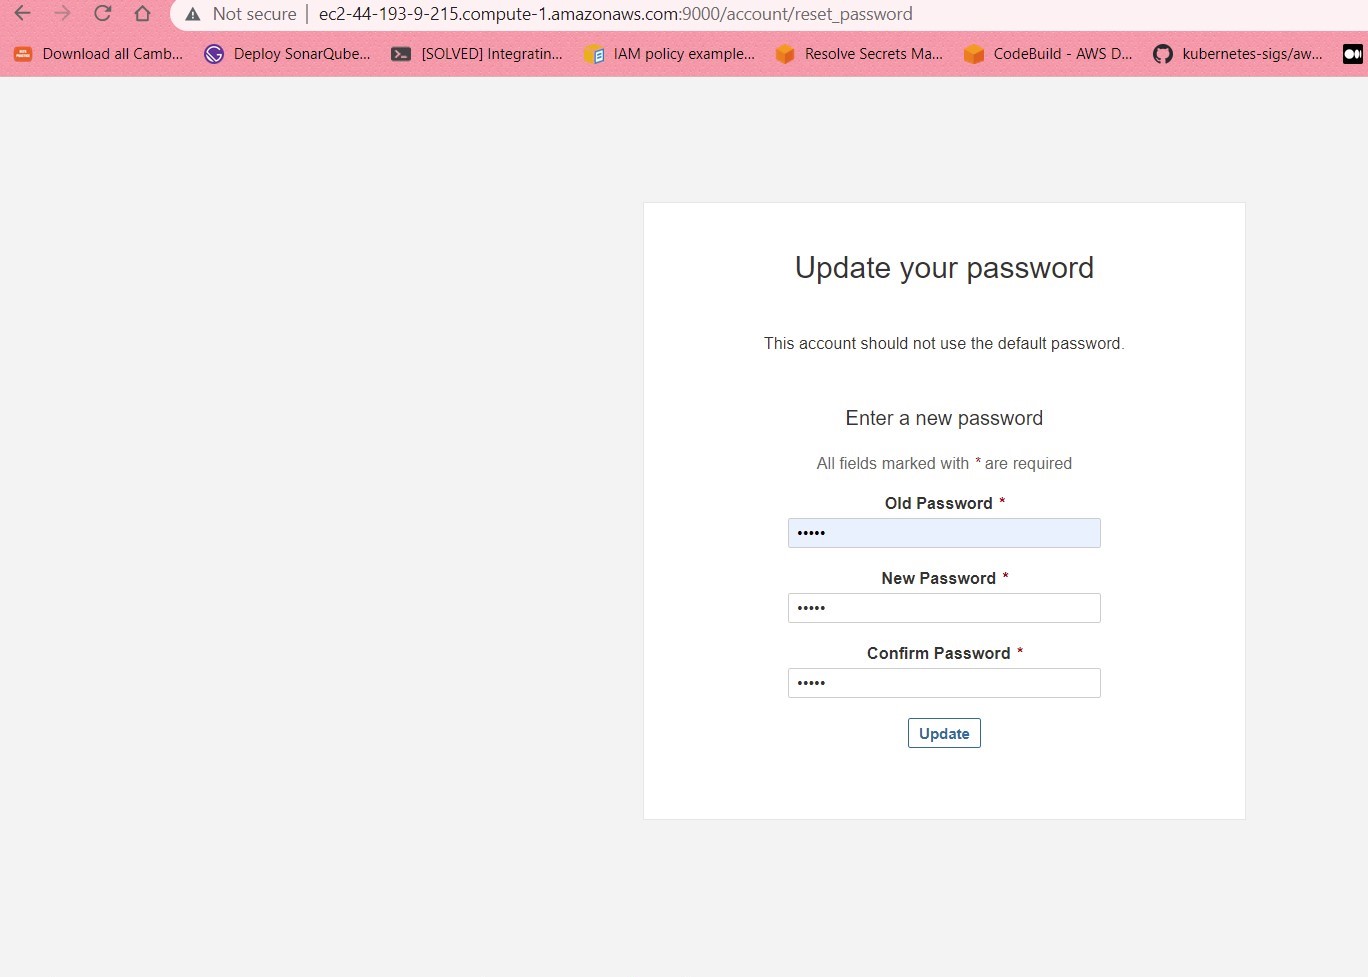 Not secure | ec2-44-193-9-215.compute-1.amazonaws.com:9000/account/reset_password
Download all Camb... Deploy SonarQube... [SOLVED] Integratin... IAM policy example... Resolve Secrets Ma... CodeBuild - AWS D... kubernetes-sigs/aw...
Update your password
This account should not use the default password.
Enter a new password
All fields marked with * are required
Old Password *
•••••
New Password *
•••••
Confirm Password *
•••••
Update